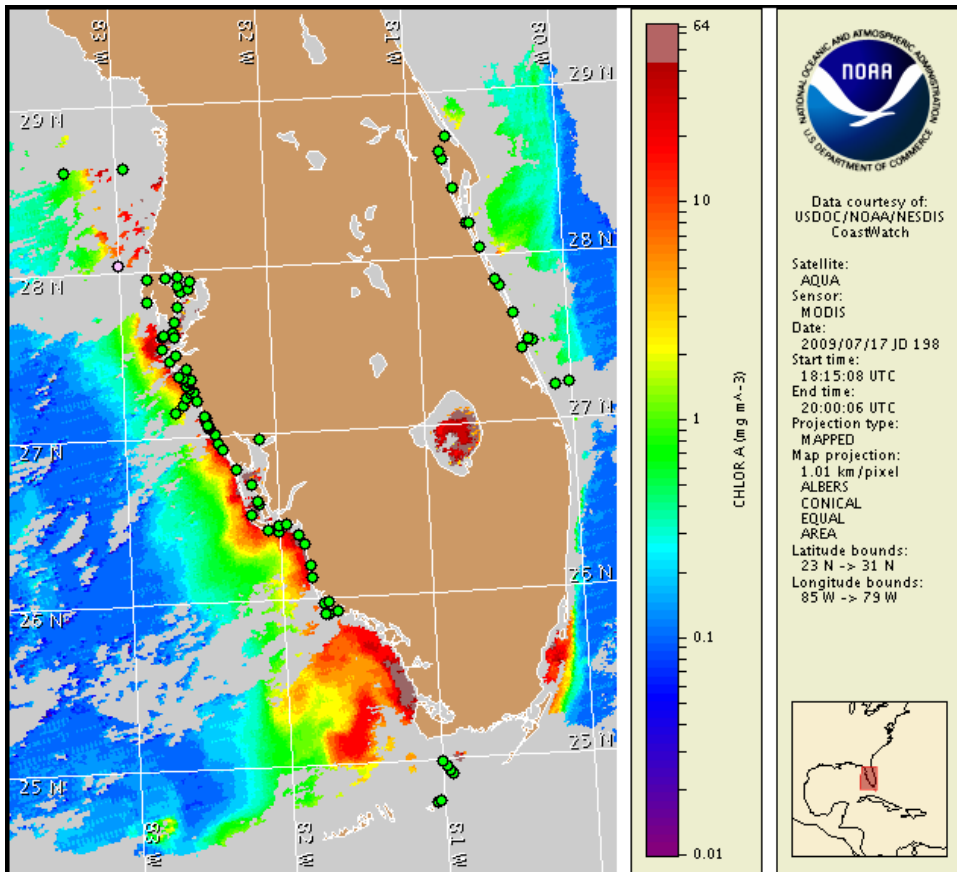 83 W
82 W
81 W
80 W
29 N
29 N
28 N
28 N
27 N
27 N
26 N
26 N
25 N
25 N
83 W
82 W
81 W
64
10
1
0.1
0.01
CHLOR A (mg m^-3)
NATIONAL OCEANIC AND ATMOSPHERIC ADMINISTRATION
NOAA
U.S. DEPARTMENT OF COMMERCE
Data courtesy of:
USDOC/NOAA/NESDIS
CoastWatch
Satellite:
AQUA
Sensor:
MODIS
Date:
2009/07/17 JD 198
Start time:
18:15:08 UTC
End time:
20:00:06 UTC
Projection type:
MAPPED
Map projection:
1.01 km/pixel
ALBERS
CONICAL
EQUAL
AREA
Latitude bounds:
23 N -> 31 N
Longitude bounds:
85 W -> 79 W